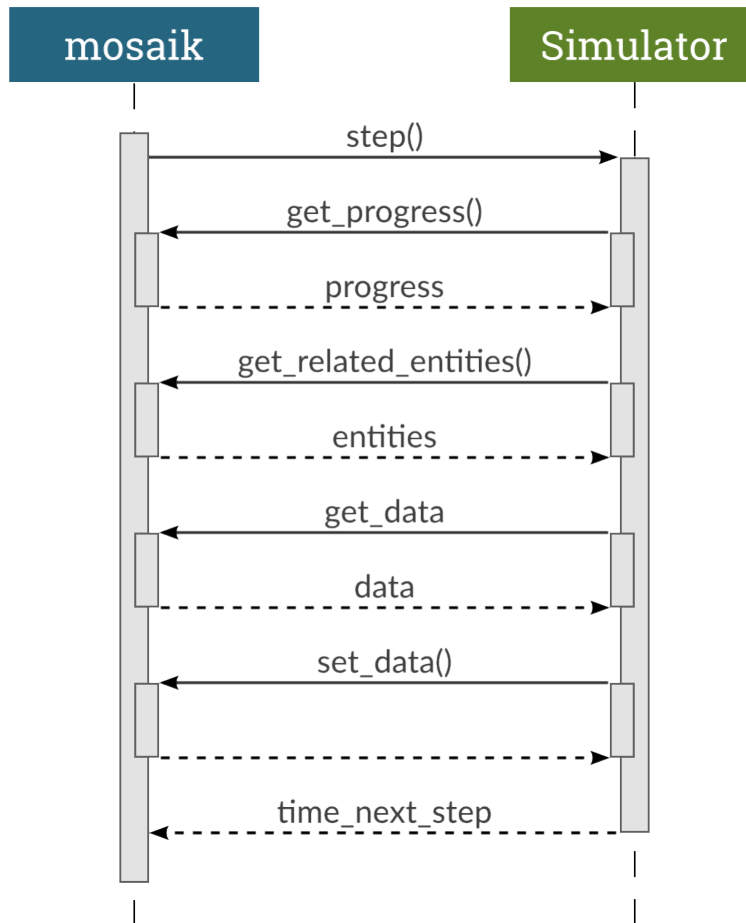 mosaik
Simulator
step()
get_progress()
progress
get_related_entities()
entities
get_data
data
set_data()
time_next_step